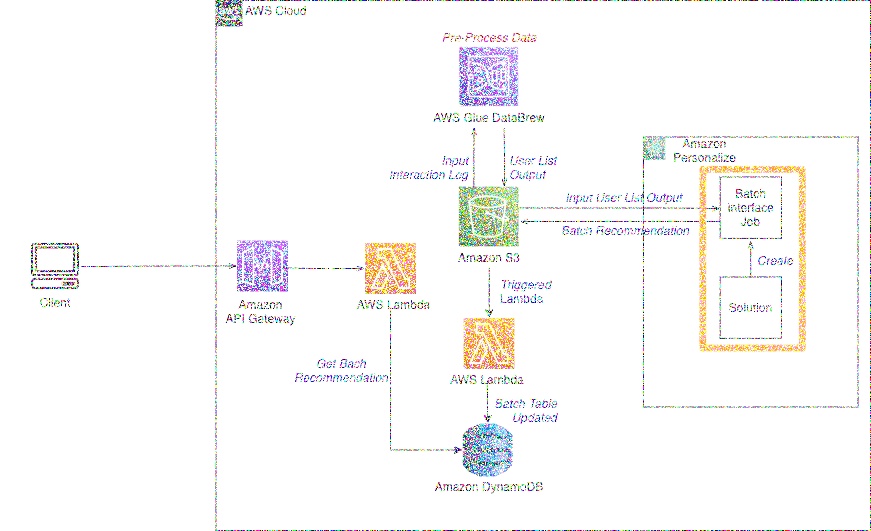 AWS Cloud
Pre-Process Data
AWS Glue DataBrew
Input
Interaction Log
User List
Output
Amazon
Personalize
Input User List Output
Batch Recommendation
Batch
Interface
Job
Create
Solution
Amazon S3
Triggered
Lambda
Client
Amazon
API Gateway
AWS Lambda
AWS Lambda
Get Bach
Recommendation
Batch Table
Updated
Amazon DynamoDB